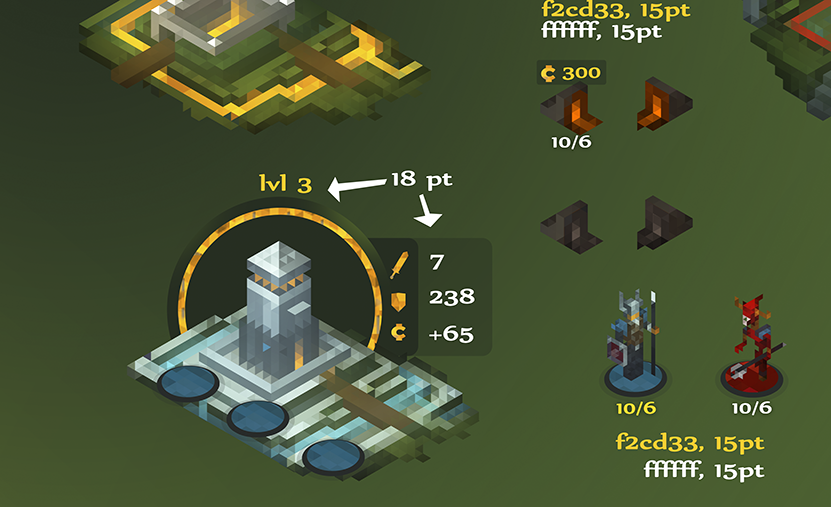 f2cd33, 15pt
ffffff, 15pt
300
10/6
lvl 3
18 pt
7
238
+65
10/6
10/6
f2cd33, 15pt
ffffff, 15pt